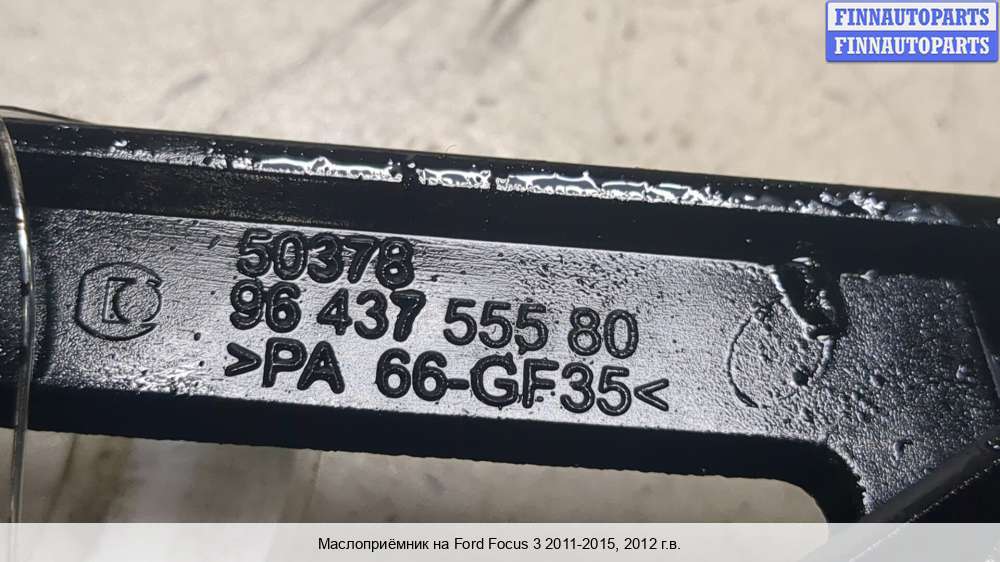 FINNAUTOPARTS
FINNAUTOPARTS
50378
96 437 555 80
>PA 66-GF35<
Маслоприёмник на Ford Focus 3 2011-2015, 2012 г.в.